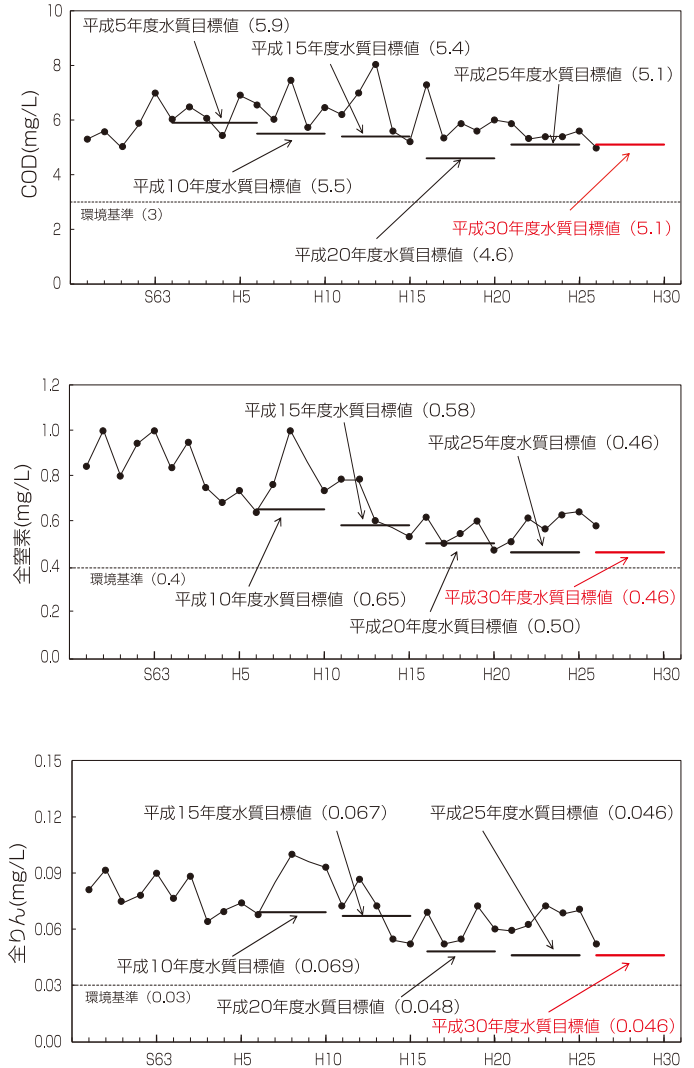 10
8
6
4
2
0
COD(mg/L)
平成5年度水質目標値（5.9）
平成15年度水質目標値（5.4）
平成25年度水質目標値（5.1）
平成10年度水質目標値（5.5）
環境基準（3）
平成30年度水質目標値（5.1）
平成20年度水質目標値（4.6）
S63 H5 H10 H15 H20 H25 H30
1.2
1.0
0.8
0.6
0.4
0.2
0.0
全窒素(mg/L)
平成15年度水質目標値（0.58）
平成25年度水質目標値（0.46）
環境基準（0.4）
平成10年度水質目標値（0.65）
平成30年度水質目標値（0.46）
平成20年度水質目標値（0.50）
S63 H5 H10 H15 H20 H25 H30
0.15
0.12
0.09
0.06
0.03
0.00
全りん(mg/L)
平成15年度水質目標値（0.067）
平成25年度水質目標値（0.046）
平成10年度水質目標値（0.069）
環境基準（0.03）
平成20年度水質目標値（0.048）
平成30年度水質目標値（0.046）
S63 H5 H10 H15 H20 H25 H30